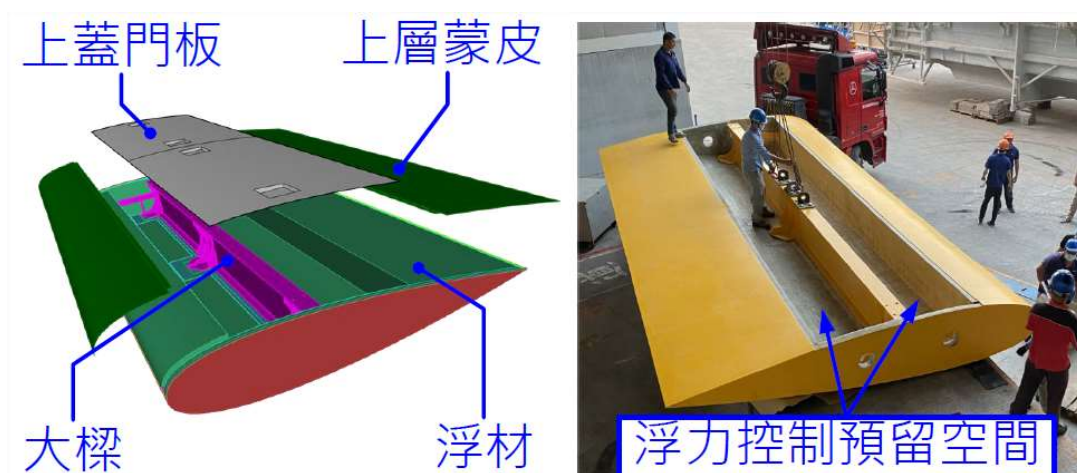 上蓋門板
上層蒙皮
大樑
浮材
浮力控制預留空間